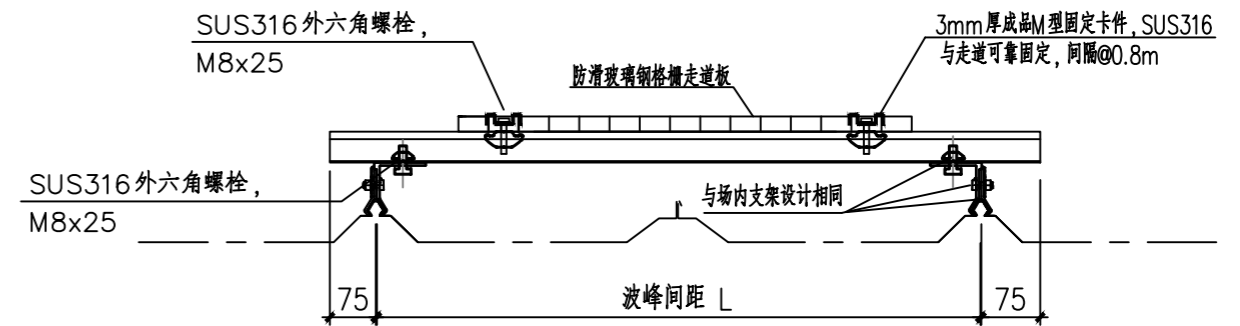 SUS316外六角螺栓，
M8x25
3mm厚成品M型固定卡件，SUS316
与走道可靠固定，间隔@0.8m
防滑玻璃钢格栅走道板
SUS316外六角螺栓，
M8x25
与场内支架设计相同
75
波峰间距 L
75